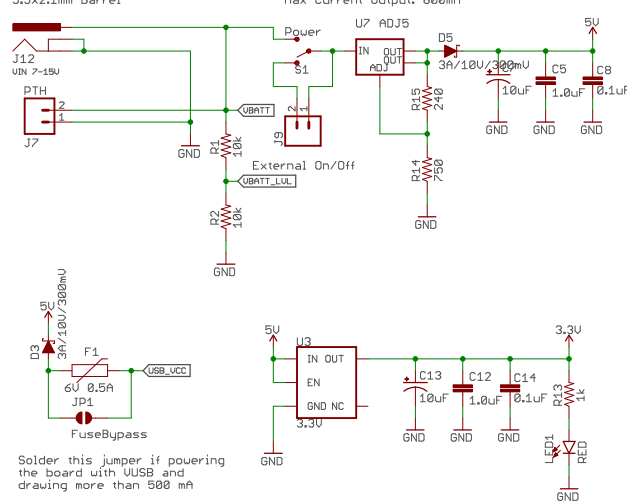 5.5x2.1mm Barrel
Max Current Output: 800mA
J12
VIN 7-15V
PTH
2
1
J7
GND
VBATT
R1
10k
VBATT_LVL
R2
10k
GND
Power
S1
2
1
J9
External On/Off
U7 ADJ5
IN
OUT
OUT
ADJ
D5
3A/10V/300mV
R15
240
R14
750
GND
5V
C7
10uF
GND
C5
1.0uF
GND
C8
0.1uF
GND
5V
D3
3A/10V/300mV
F1
6V 0.5A
USB_VCC
JP1
FuseBypass
Solder this jumper if powering
the board with VUSB and
drawing more than 500 mA
5V
U3
IN OUT
EN
GND NC
3.3V
GND
C13
10uF
GND
C12
1.0uF
GND
C14
0.1uF
GND
3.3V
R13
1k
LED1
RED
GND